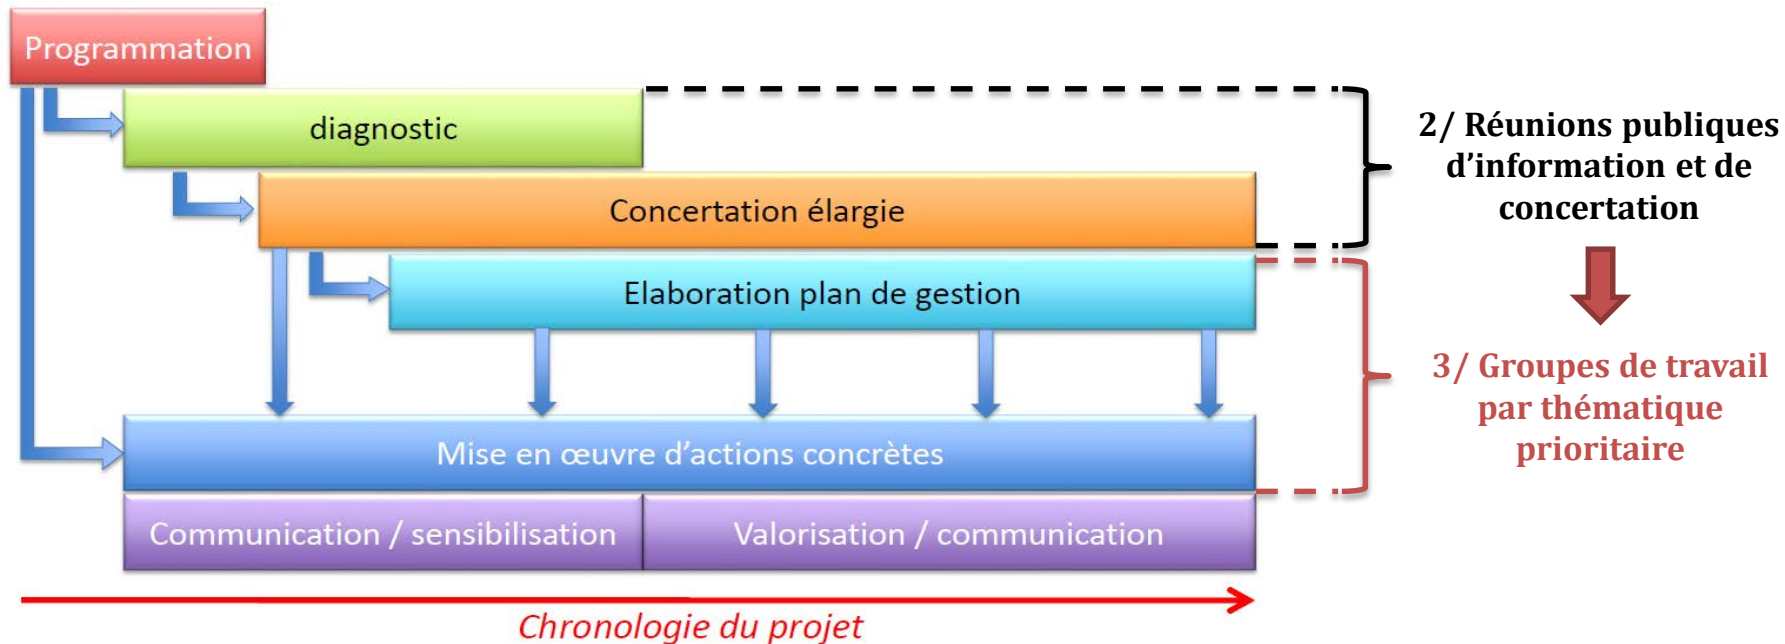 Programmation
diagnostic
Concertation élargie
Elaboration plan de gestion
Mise en œuvre d'actions concrètes
Communication / sensibilisation
Valorisation / communication
Chronologie du projet
2/ Réunions publiques
d’information et de
concertation
3/ Groupes de travail
par thématique
prioritaire